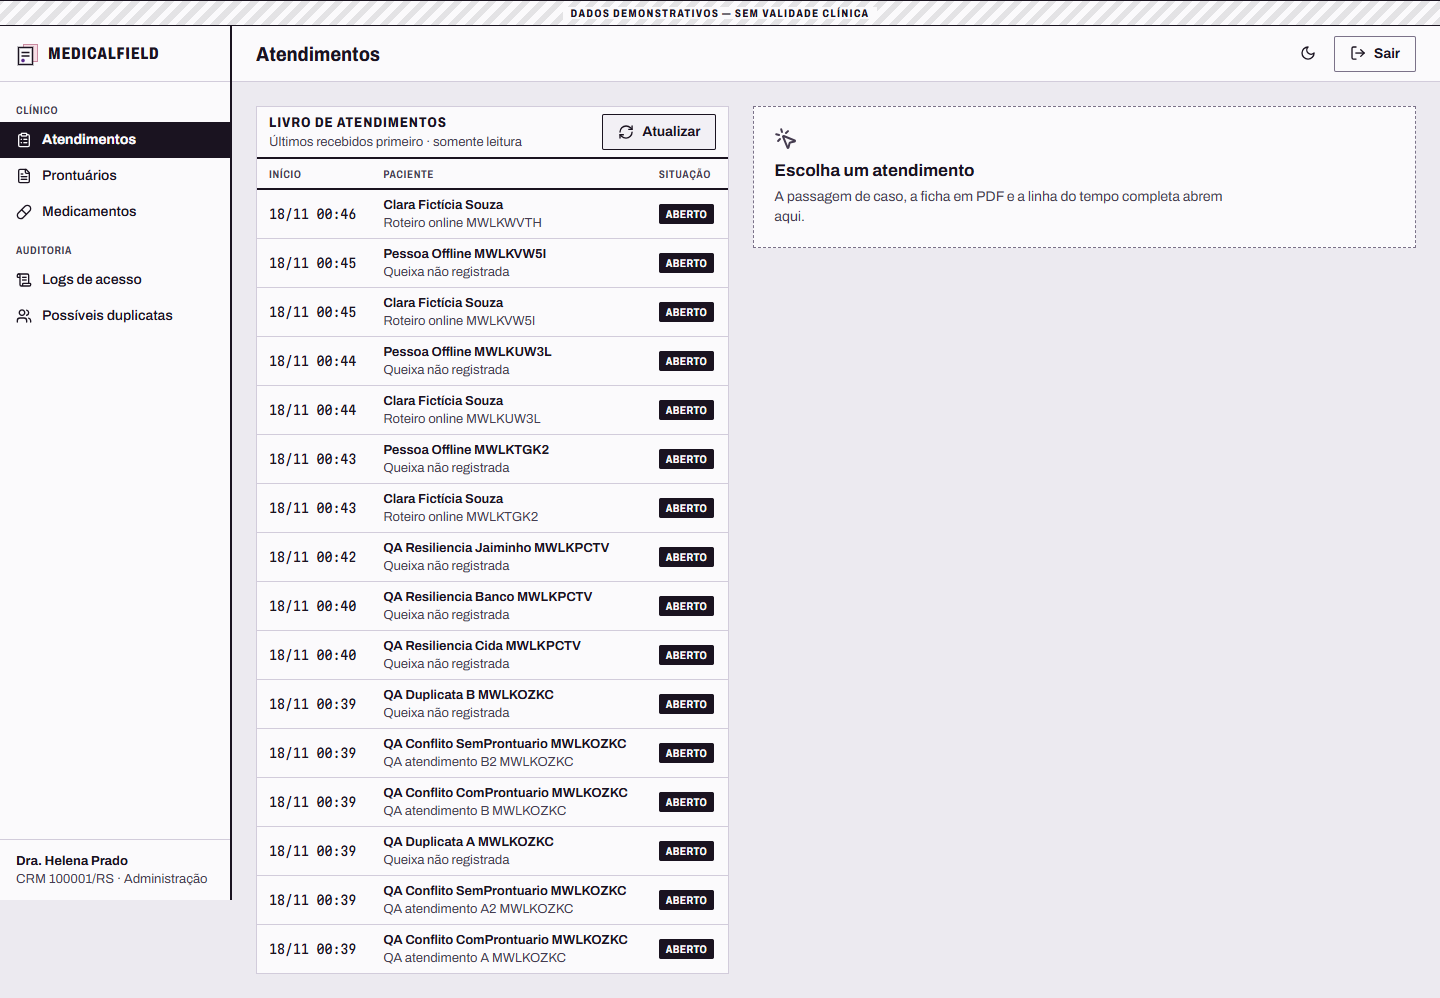 DADOS DEMONSTRATIVOS — SEM VALIDADE CLÍNICA
MEDICALFIELD
Atendimentos
Sair
CLÍNICO
Atendimentos
Prontuários
Medicamentos
AUDITORIA
Logs de acesso
Possíveis duplicatas
Dra. Helena Prado
CRM 100001/RS · Administração
LIVRO DE ATENDIMENTOS
Últimos recebidos primeiro · somente leitura
Atualizar
INÍCIO PACIENTE SITUAÇÃO
18/11 00:46 Clara Fictícia Souza ABERTO
Roteiro online MWLKWVTH
18/11 00:45 Pessoa Offline MWLKVW5I ABERTO
Queixa não registrada
18/11 00:45 Clara Fictícia Souza ABERTO
Roteiro online MWLKVW5I
18/11 00:44 Pessoa Offline MWLKUW3L ABERTO
Queixa não registrada
18/11 00:44 Clara Fictícia Souza ABERTO
Roteiro online MWLKUW3L
18/11 00:43 Pessoa Offline MWLKTGK2 ABERTO
Queixa não registrada
18/11 00:43 Clara Fictícia Souza ABERTO
Roteiro online MWLKTGK2
18/11 00:42 QA Resiliencia Jaiminho MWLKPCTV ABERTO
Queixa não registrada
18/11 00:40 QA Resiliencia Banco MWLKPCTV ABERTO
Queixa não registrada
18/11 00:40 QA Resiliencia Cida MWLKPCTV ABERTO
Queixa não registrada
18/11 00:39 QA Duplicata B MWLKOZKC ABERTO
Queixa não registrada
18/11 00:39 QA Conflito SemProntuario MWLKOZKC ABERTO
QA atendimento B2 MWLKOZKC
18/11 00:39 QA Conflito ComProntuario MWLKOZKC ABERTO
QA atendimento B MWLKOZKC
18/11 00:39 QA Duplicata A MWLKOZKC ABERTO
Queixa não registrada
18/11 00:39 QA Conflito SemProntuario MWLKOZKC ABERTO
QA atendimento A2 MWLKOZKC
18/11 00:39 QA Conflito ComProntuario MWLKOZKC ABERTO
QA atendimento A MWLKOZKC
Escolha um atendimento
A passagem de caso, a ficha em PDF e a linha do tempo completa abrem
aqui.